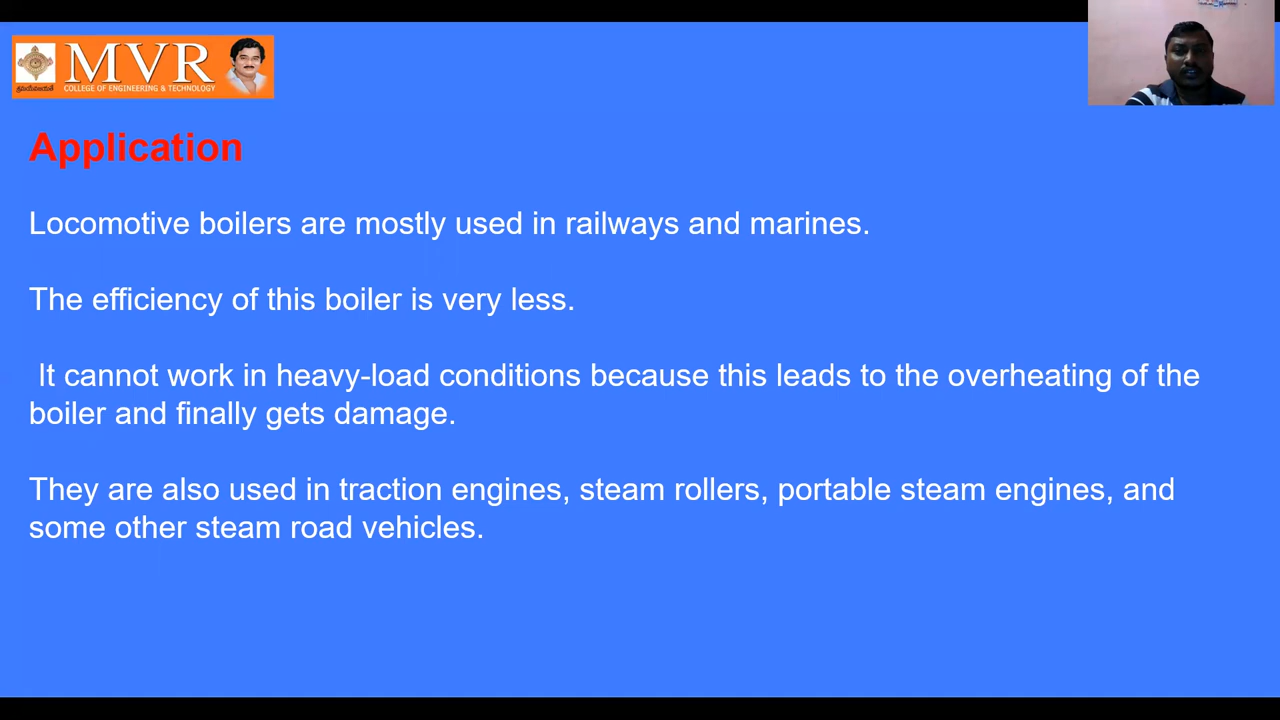 MVR
COLLEGE OF ENGINEERING & TECHNOLOGY
Application
Locomotive boilers are mostly used in railways and marines.
The efficiency of this boiler is very less.
It cannot work in heavy-load conditions because this leads to the overheating of the
boiler and finally gets damage.
They are also used in traction engines, steam rollers, portable steam engines, and
some other steam road vehicles.